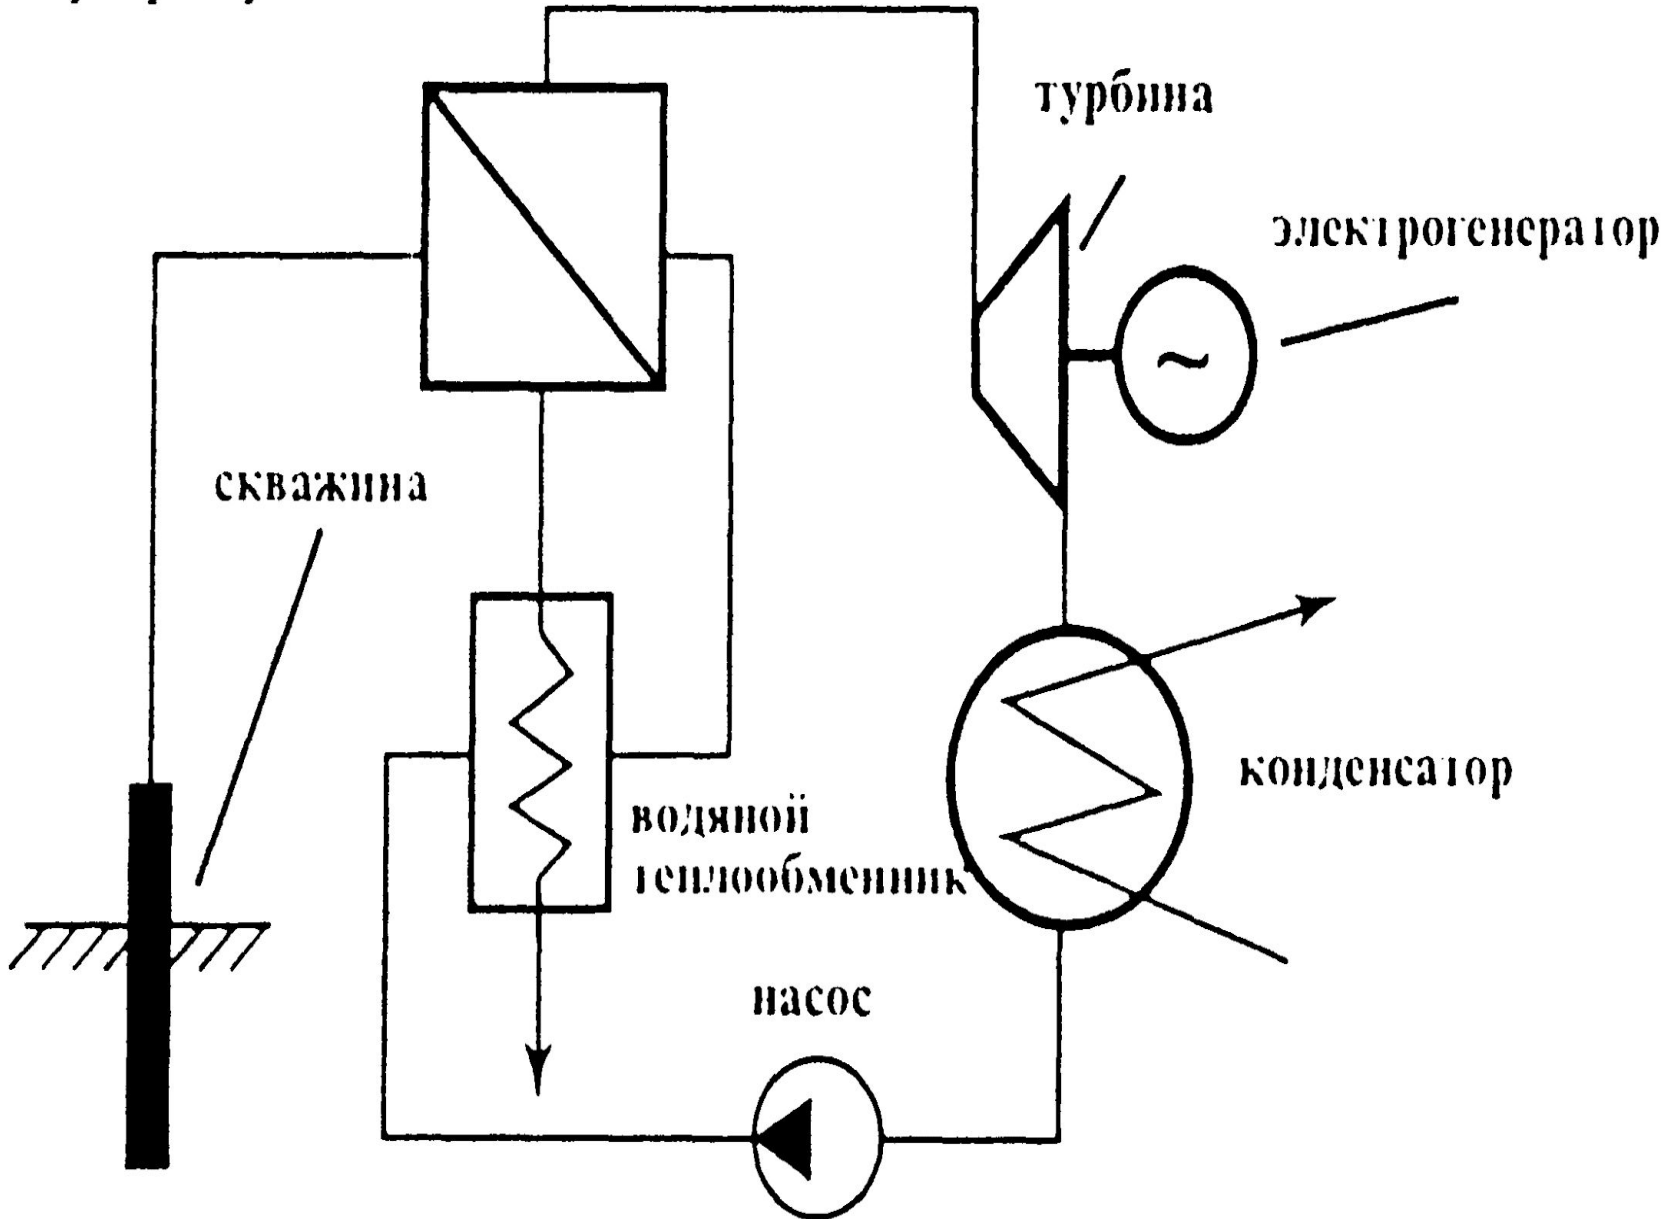 турбина
электрогенератор
скважина
конденсатор
водяной
теплообменник
насос
~